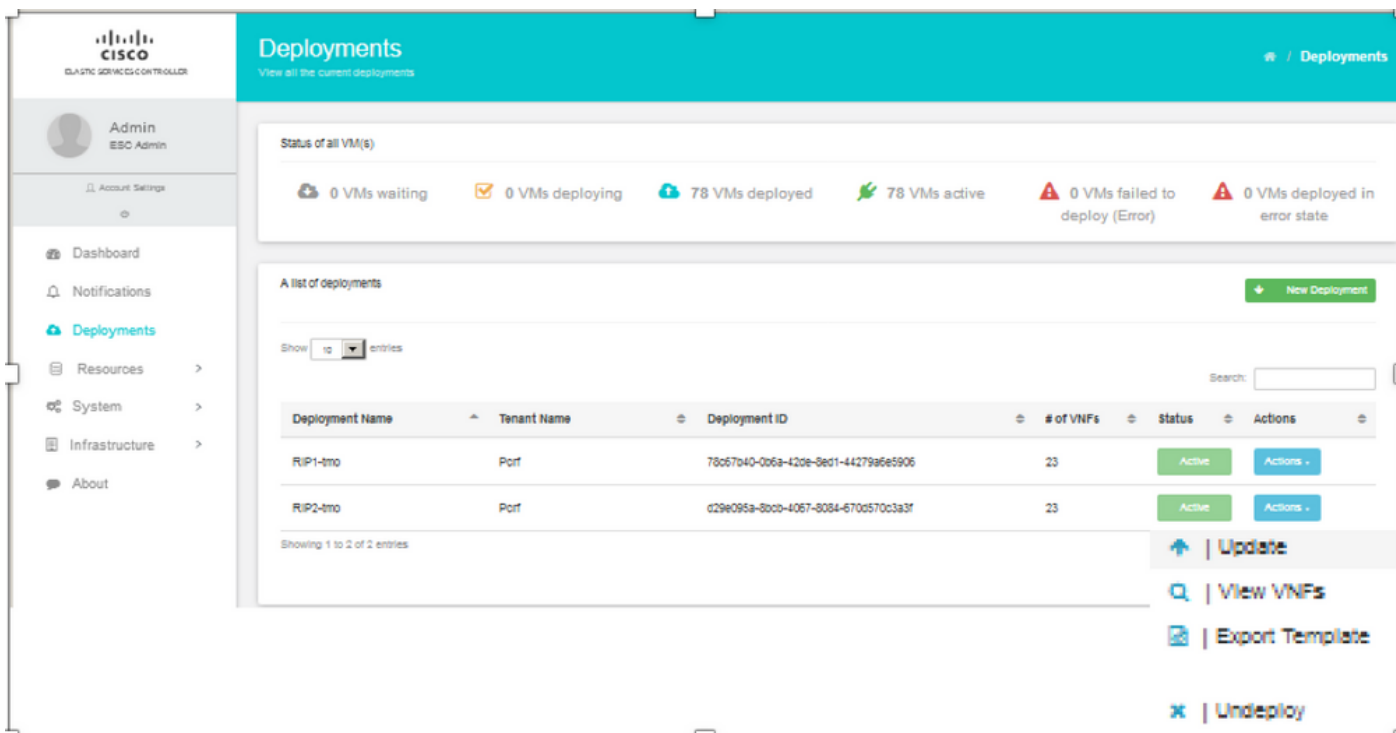 CISCO
ELASTIC SERVICES CONTROLLER
Admin
ESC Admin
Account Settings
Dashboard
Notifications
Deployments
Resources >
System >
Infrastructure >
About
Deployments
View all the current deployments
/ Deployments
Status of all VM(s)
0 VMs waiting
0 VMs deploying
78 VMs deployed
78 VMs active
0 VMs failed to
deploy (Error)
0 VMs deployed in
error state
A list of deployments
New Deployment
Show 10 entries
Search:
Deployment Name Tenant Name Deployment ID # of VNFs Status Actions
RIP1-tmo Pcrf 78c67b40-0b6a-42de-8ed1-44279a6e5906 23 Active Actions
RIP2-tmo Pcrf d29e095a-8bcb-4067-8084-670d570c3a3f 23 Active Actions
Showing 1 to 2 of 2 entries
| Update
| View VNFs
| Export Template
| Undeploy